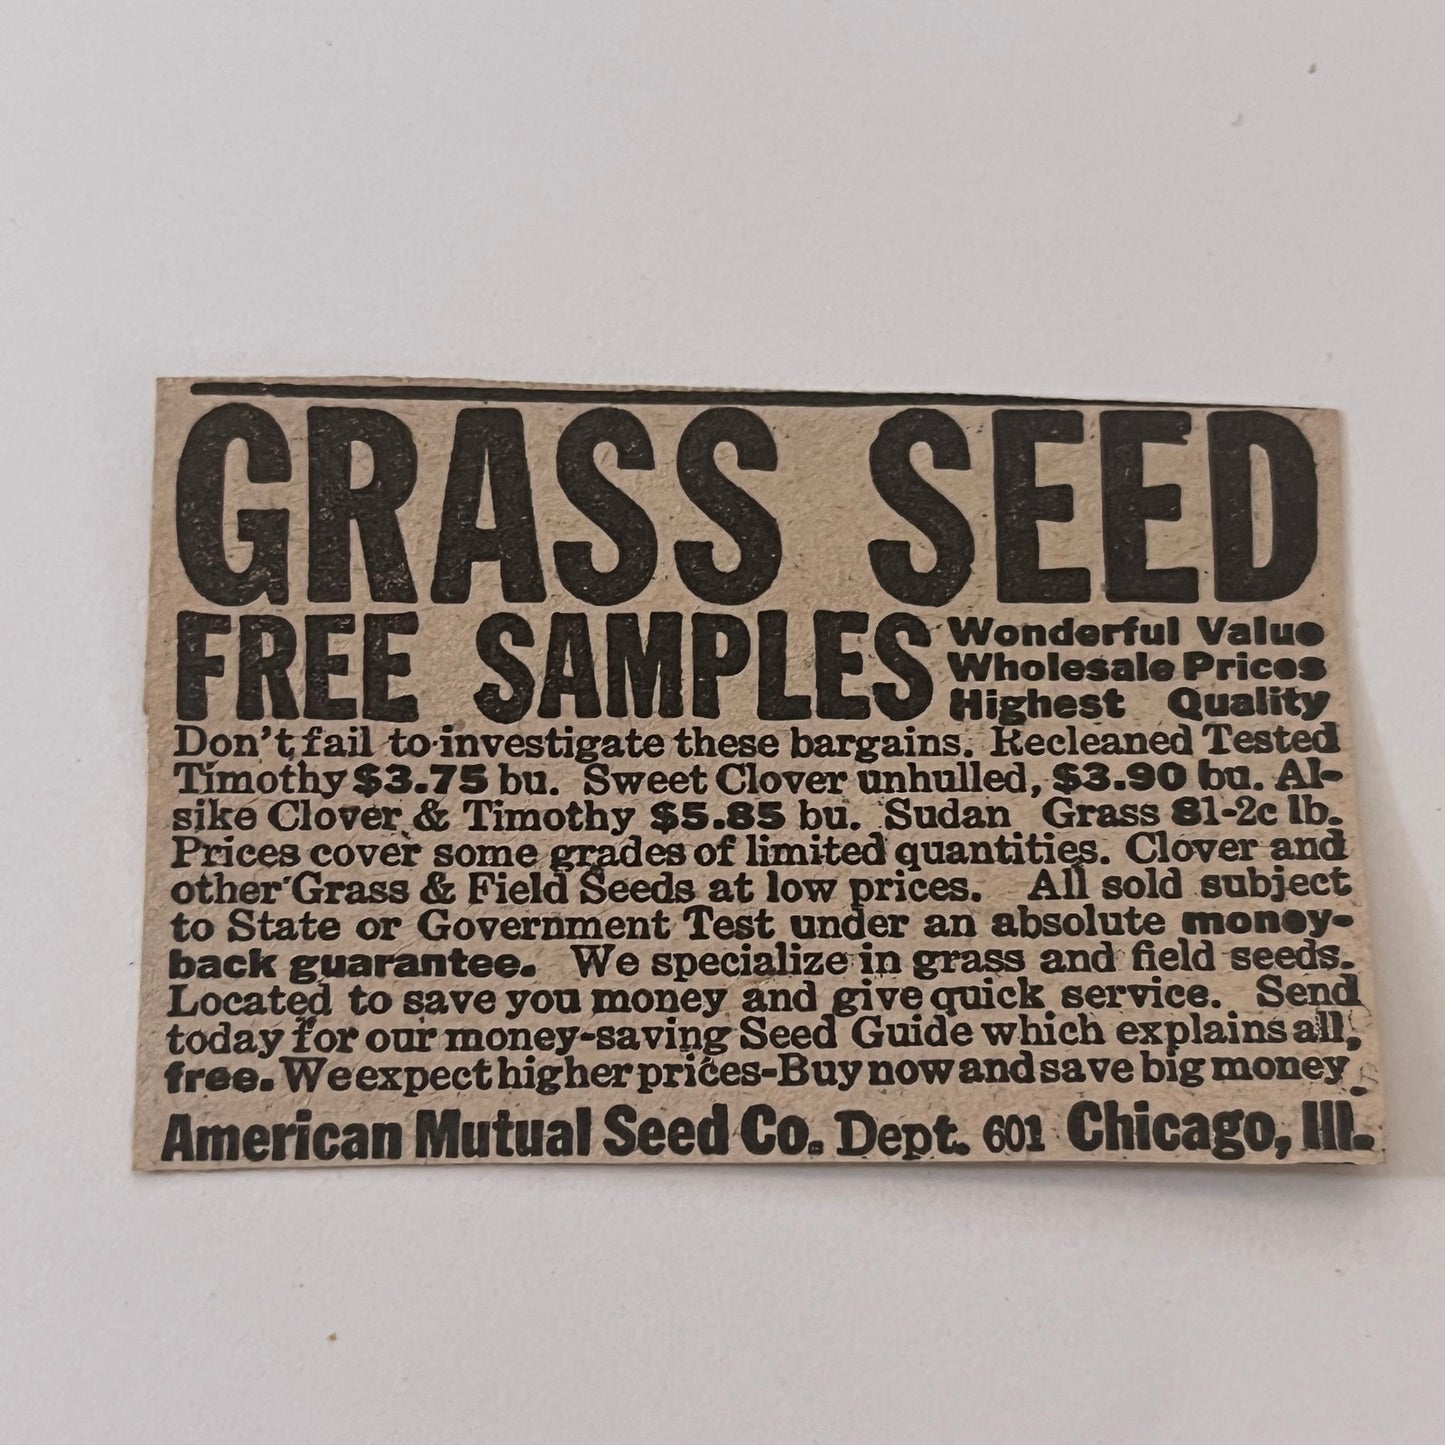 GRASS SEED
FREE SAMPLES
Wonderful Value
Wholesale Prices
Highest Quality
Don't fail to investigate these bargains. Recleaned Tested
Timothy $3.75 bu. Sweet Clover unhulled, $3.90 bu. Al-
sike Clover & Timothy $5.85 bu. Sudan Grass 81-2c lb.
Prices cover some grades of limited quantities. Clover and
other Grass & Field Seeds at low prices. All sold subject
to State or Government Test under an absolute money-
back guarantee. We specialize in grass and field seeds.
Located to save you money and give quick service. Send
today for our money-saving Seed Guide which explains all,
free. We expect higher prices-Buy now and save big money
American Mutual Seed Co. Dept. 601 Chicago, Ill.